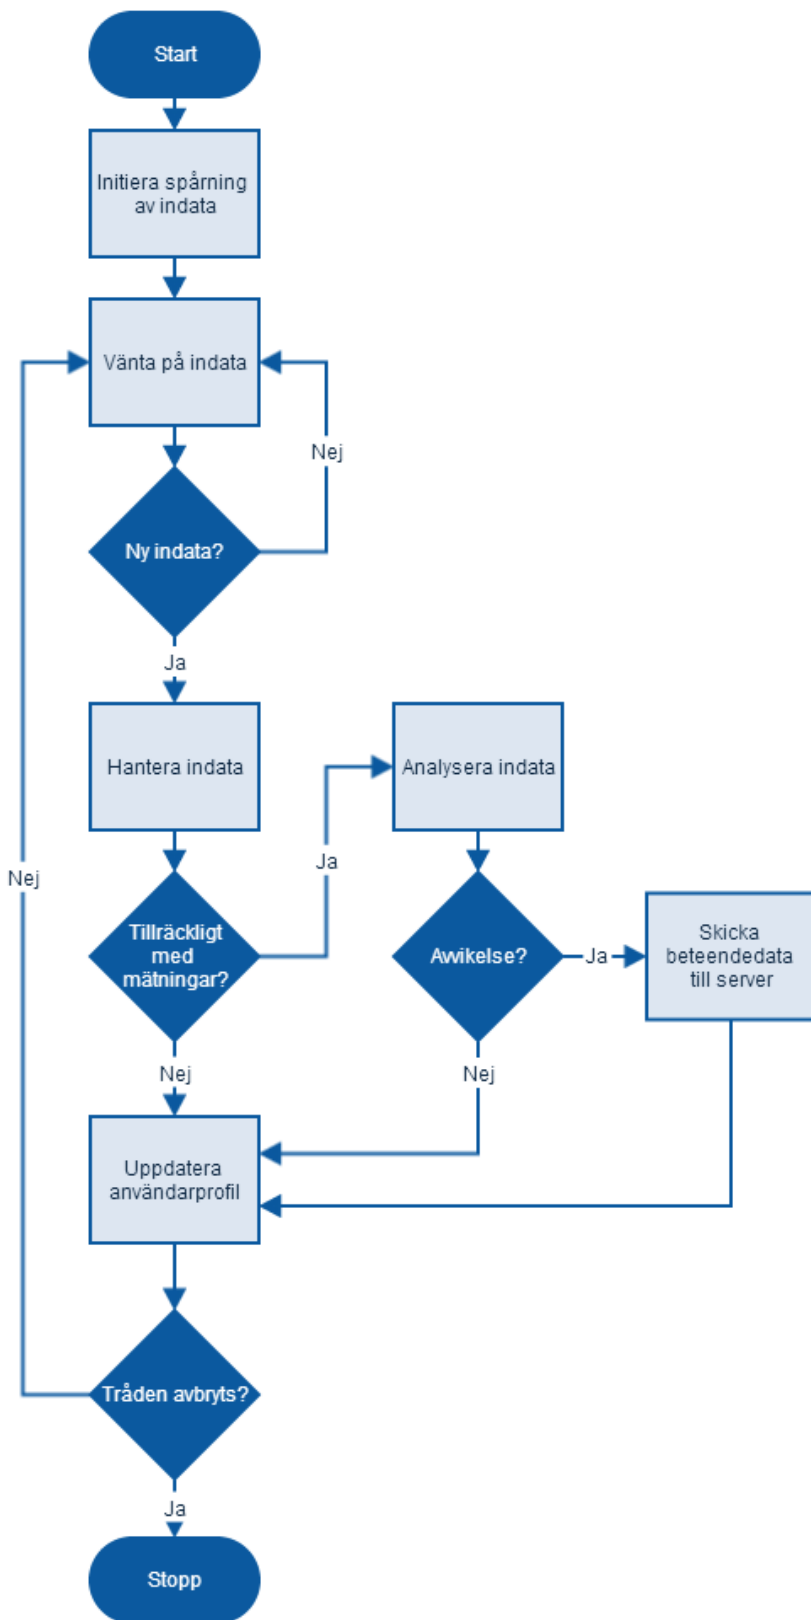 Start
Initiera spårning
av indata
Vänta på indata
Nej
Ny indata?
Ja
Hantera indata
Analysera indata
Ja
Nej
Tillräckligt
med
mätningar?
Avvikelse?
Ja
Skicka
beteendedata
till server
Nej
Nej
Uppdatera
användarprofil
Tråden avbryts?
Ja
Stopp